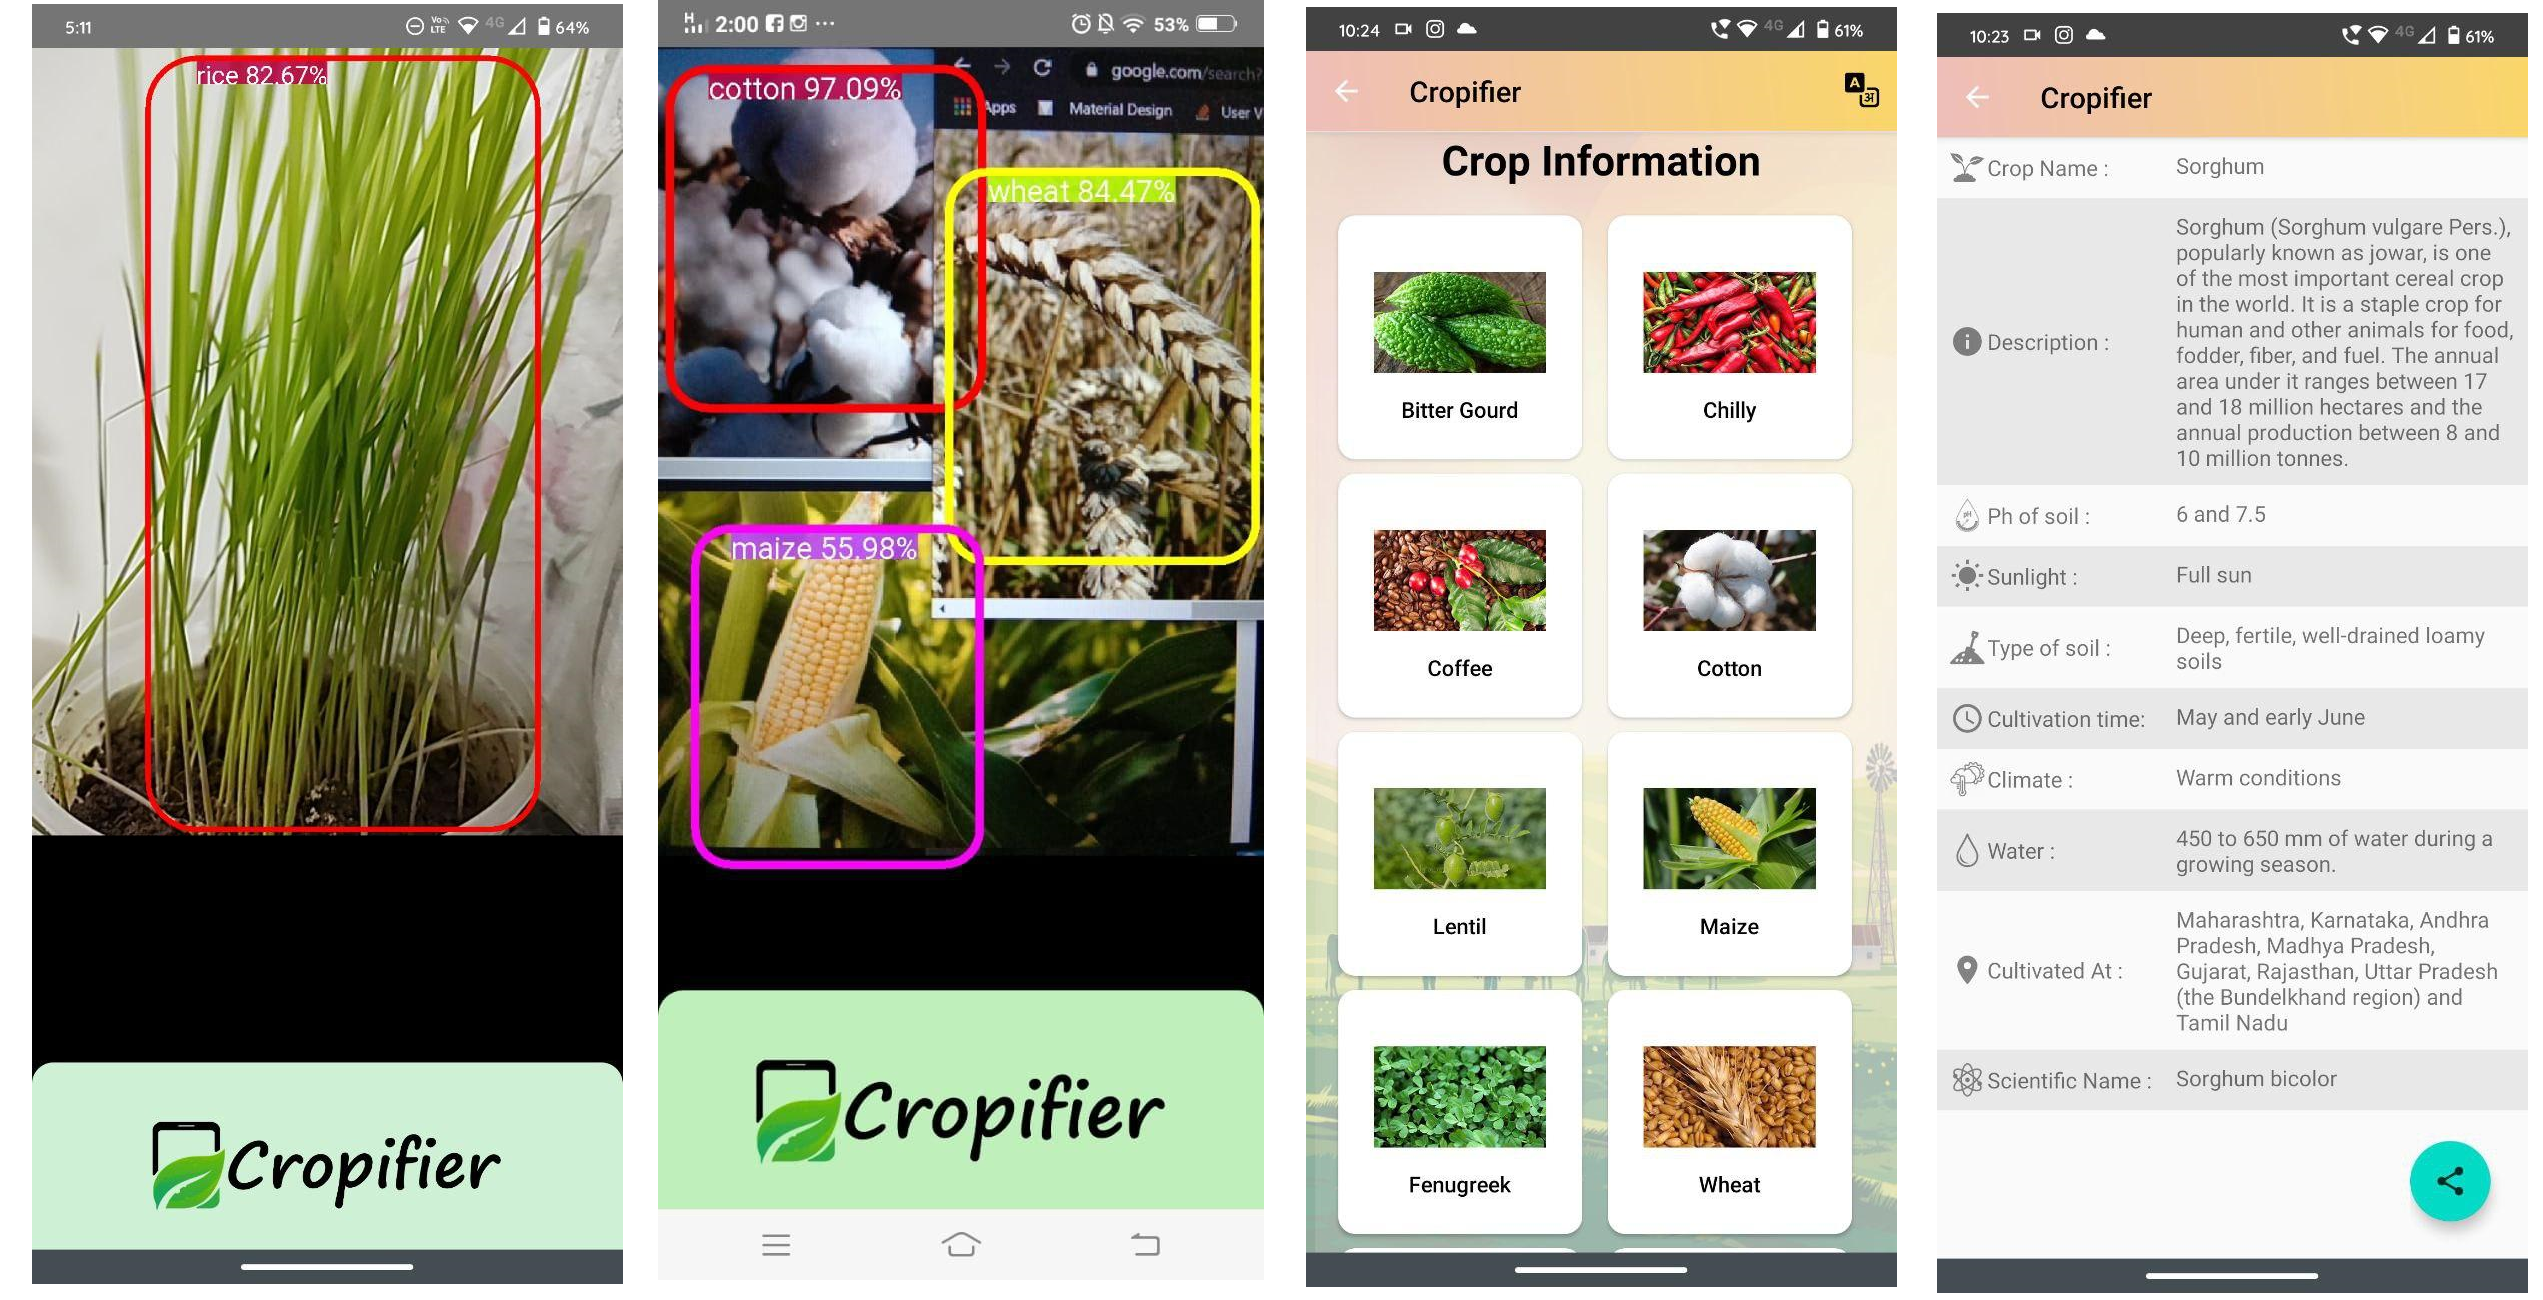 5:11
Vo
LTE
4G
64%
rice 82.67%
Cropifier
H
2:00
53%
google.com/search?
Apps
Material Design
User V
cotton 97.09%
wheat 84.47%
maize 55.98%
Cropifier
10:24
4G
61%
Cropifier
A
अ
Crop Information
Bitter Gourd
Chilly
Coffee
Cotton
Lentil
Maize
Fenugreek
Wheat
10:23
4G
61%
Cropifier
Crop Name : Sorghum
Description :
Sorghum (Sorghum vulgare Pers.),
popularly known as jowar, is one
of the most important cereal crop
in the world. It is a staple crop for
human and other animals for food,
fodder, fiber, and fuel. The annual
area under it ranges between 17
and 18 million hectares and the
annual production between 8 and
10 million tonnes.
pH
Ph of soil : 6 and 7.5
Sunlight : Full sun
Type of soil :
Deep, fertile, well-drained loamy
soils
Cultivation time: May and early June
Climate : Warm conditions
Water :
450 to 650 mm of water during a
growing season.
Cultivated At :
Maharashtra, Karnataka, Andhra
Pradesh, Madhya Pradesh,
Gujarat, Rajasthan, Uttar Pradesh
(the Bundelkhand region) and
Tamil Nadu
Scientific Name : Sorghum bicolor